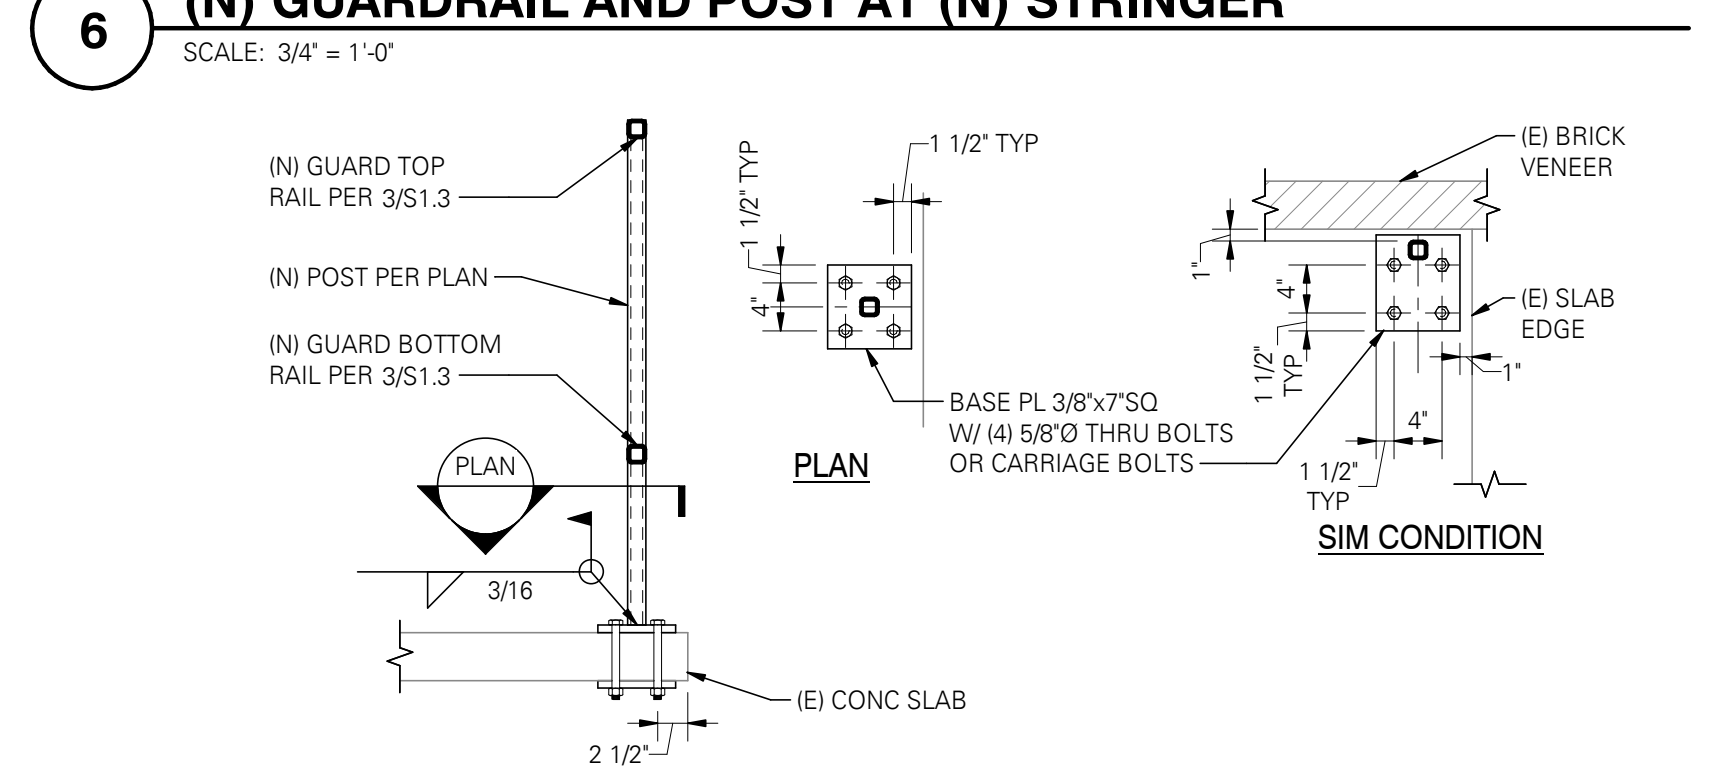 6
(N) GUARDRAIL AND POST AT (N) STRINGER
SCALE: 3/4" = 1'-0"
(N) GUARD TOP
RAIL PER 3/S1.3
(N) POST PER PLAN
(N) GUARD BOTTOM
RAIL PER 3/S1.3
PLAN
3/16
(E) CONC SLAB
2 1/2"
1 1/2" TYP
1 1/2" TYP
4"
BASE PL 3/8"x7"SQ
W/ (4) 5/8"Ø THRU BOLTS
OR CARRIAGE BOLTS
PLAN
(E) BRICK
VENEER
1"
4"
(E) SLAB
EDGE
1 1/2"
TYP
1"
4"
1 1/2"
TYP
SIM CONDITION